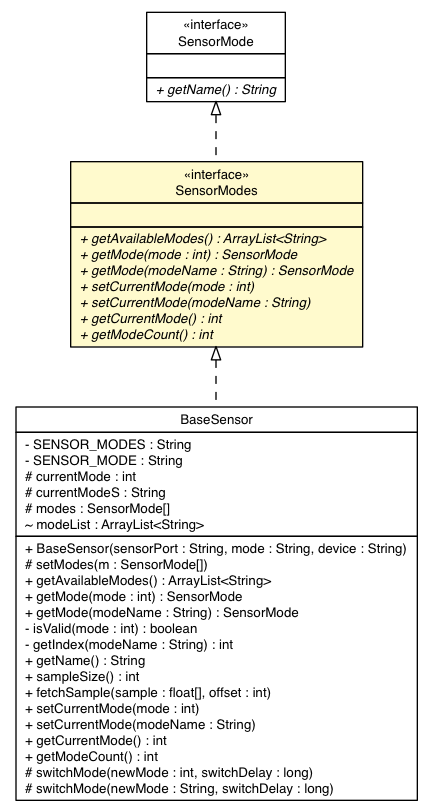 «interface»
SensorMode
+ getName() : String
«interface»
SensorModes
+ getAvailableModes() : ArrayList<String>
+ getMode(mode : int) : SensorMode
+ getMode(modeName : String) : SensorMode
+ setCurrentMode(mode : int)
+ setCurrentMode(modeName : String)
+ getCurrentMode() : int
+ getModeCount() : int
BaseSensor
- SENSOR_MODES : String
- SENSOR_MODE : String
# currentMode : int
# currentModeS : String
# modes : SensorMode[]
~ modeList : ArrayList<String>
+ BaseSensor(sensorPort : String, mode : String, device : String)
# setModes(m : SensorMode[])
+ getAvailableModes() : ArrayList<String>
+ getMode(mode : int) : SensorMode
+ getMode(modeName : String) : SensorMode
- isValid(mode : int) : boolean
- getIndex(modeName : String) : int
+ getName() : String
+ sampleSize() : int
+ fetchSample(sample : float[], offset : int)
+ setCurrentMode(mode : int)
+ setCurrentMode(modeName : String)
+ getCurrentMode() : int
+ getModeCount() : int
# switchMode(newMode : int, switchDelay : long)
# switchMode(newMode : String, switchDelay : long)